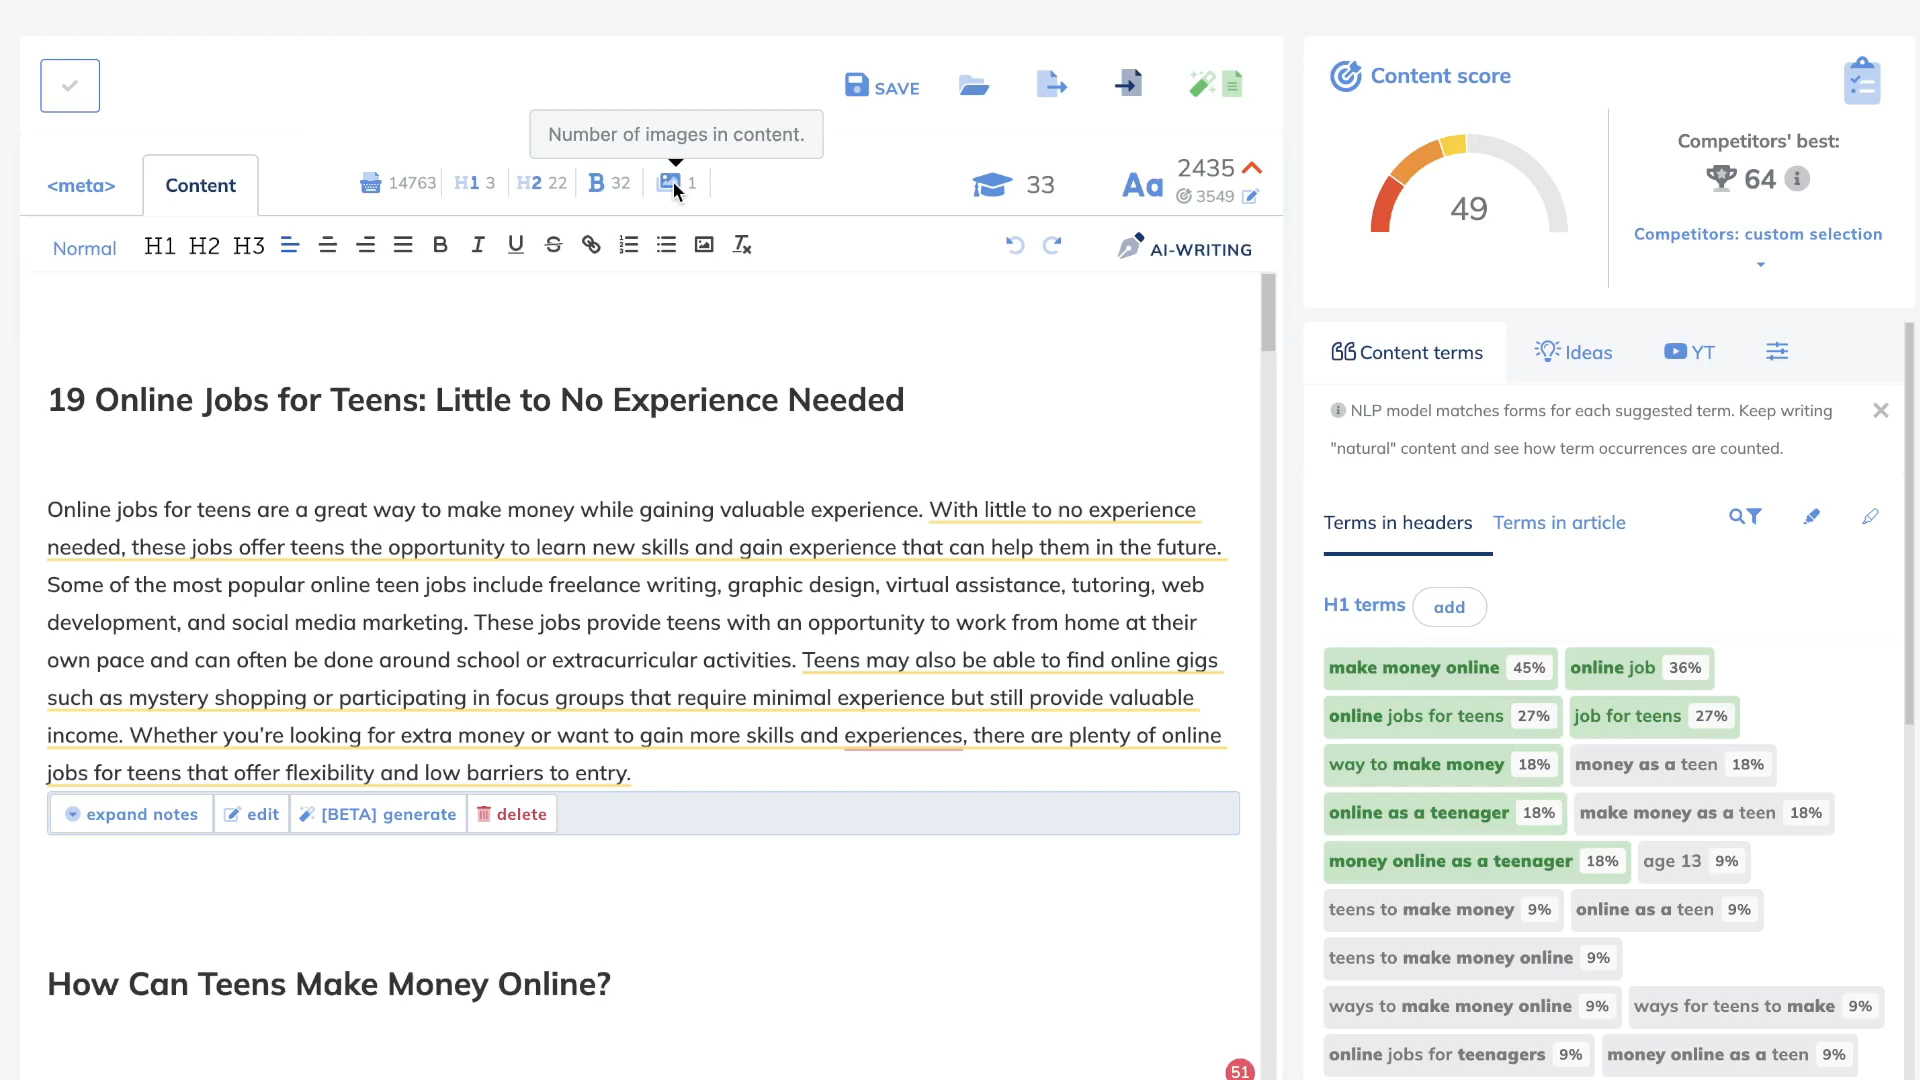 SAVE
Number of images in content.
<meta>
Content
14763
H1 3
H2 22
B 32
1
33
Aa
2435
3549
Normal
H1 H2 H3
B I U S
AI-WRITING
19 Online Jobs for Teens: Little to No Experience Needed
Online jobs for teens are a great way to make money while gaining valuable experience. With little to no experience
needed, these jobs offer teens the opportunity to learn new skills and gain experience that can help them in the future.
Some of the most popular online teen jobs include freelance writing, graphic design, virtual assistance, tutoring, web
development, and social media marketing. These jobs provide teens with an opportunity to work from home at their
own pace and can often be done around school or extracurricular activities. Teens may also be able to find online gigs
such as mystery shopping or participating in focus groups that require minimal experience but still provide valuable
income. Whether you’re looking for extra money or want to gain more skills and experiences, there are plenty of online
jobs for teens that offer flexibility and low barriers to entry.
expand notes
edit
[BETA] generate
delete
How Can Teens Make Money Online?
51
Content score
49
Competitors' best:
64
Competitors: custom selection
Content terms
Ideas
YT
NLP model matches forms for each suggested term. Keep writing
"natural" content and see how term occurrences are counted.
Terms in headers
Terms in article
H1 terms
add
make money online 45% online job 36%
online jobs for teens 27% job for teens 27%
way to make money 18% money as a teen 18%
online as a teenager 18% make money as a teen 18%
money online as a teenager 18% age 13 9%
teens to make money 9% online as a teen 9%
teens to make money online 9%
ways to make money online 9% ways for teens to make 9%
online jobs for teenagers 9% money online as a teen 9%